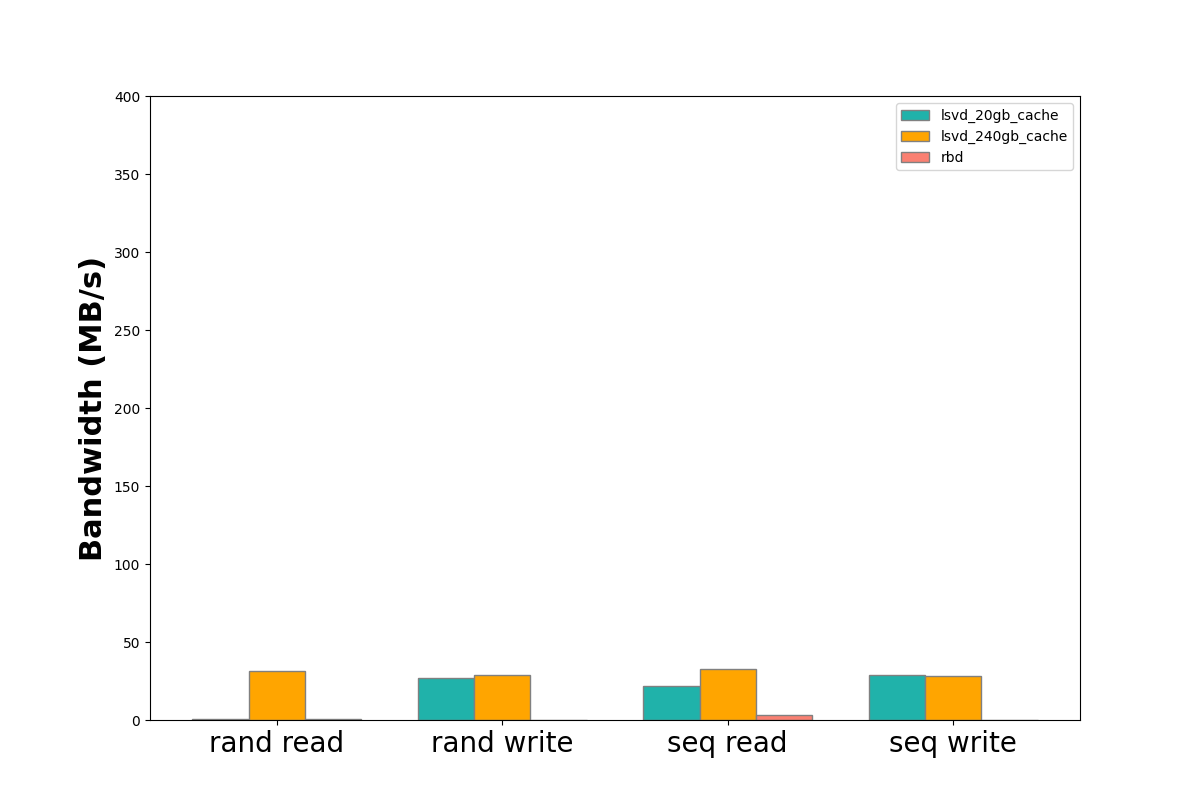 400
350
300
250
200
150
100
50
0
Bandwidth (MB/s)
lsvd_20gb_cache
lsvd_240gb_cache
rbd
rand read
rand write
seq read
seq write